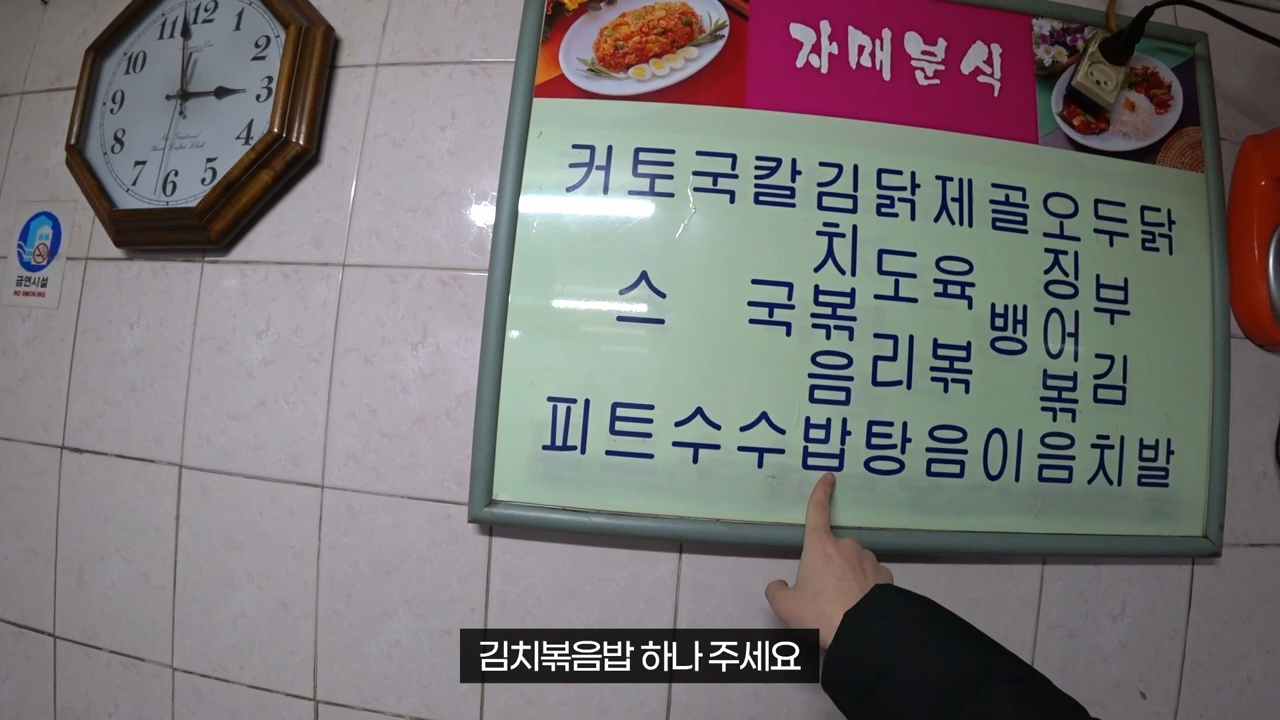 12
1
2
3
4
5
6
7
8
9
10
11
금연시설
NO SMOKING
자매분식
커피
토스트
국수
칼국수
김치볶음밥
닭도리탕
제육볶음
골뱅이
오징어볶음
두부김치
닭발
김치볶음밥 하나 주세요